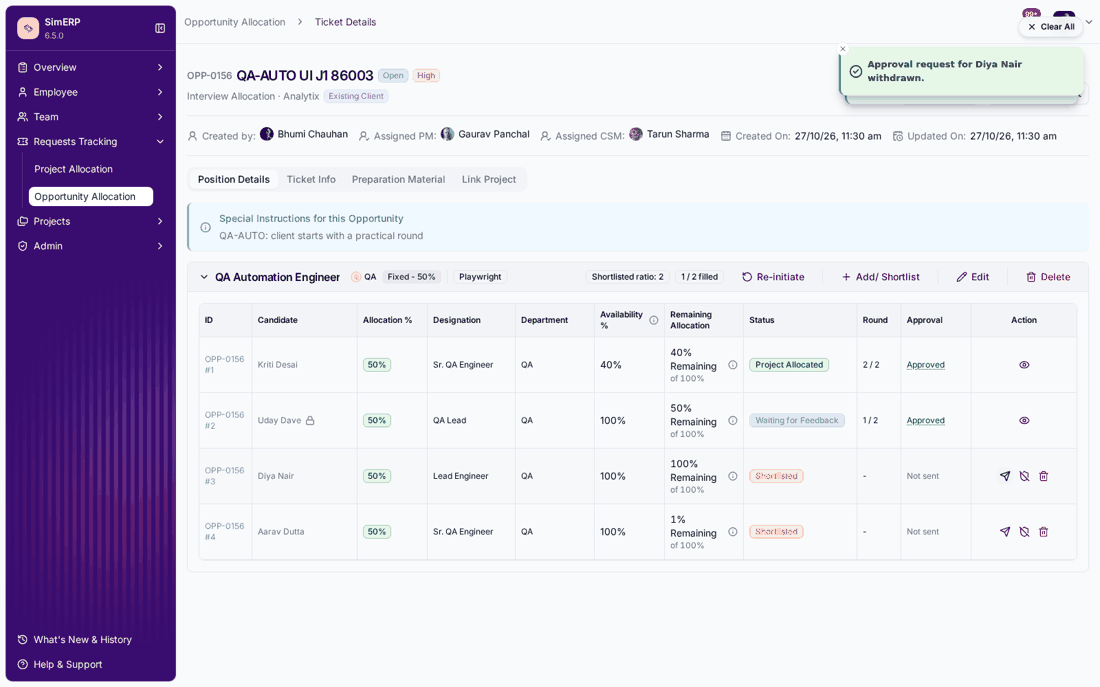 SimERP
6.5.0
Overview
Employee
Team
Requests Tracking
Project Allocation
Opportunity Allocation
Projects
Admin
What's New & History
Help & Support
Opportunity Allocation
Ticket Details
99+
Clear All
Approval request for Diya Nair
withdrawn.
OPP-0156 QA-AUTO UI J1 86003 Open High
Interview Allocation · Analytix Existing Client
Created by: Bhumi Chauhan Assigned PM: Gaurav Panchal Assigned CSM: Tarun Sharma Created On: 27/10/26, 11:30 am Updated On: 27/10/26, 11:30 am
Position Details Ticket Info Preparation Material Link Project
Special Instructions for this Opportunity
QA-AUTO: client starts with a practical round
QA Automation Engineer QA Fixed - 50% Playwright Shortlisted ratio: 2 1 / 2 filled Re-initiate Add/ Shortlist Edit Delete
ID Candidate Allocation % Designation Department Availability % Remaining Allocation Status Round Approval Action
OPP-0156 #1 Kriti Desai 50% Sr. QA Engineer QA 40% 40% Remaining of 100% Project Allocated 2 / 2 Approved
OPP-0156 #2 Uday Dave 50% QA Lead QA 100% 50% Remaining of 100% Waiting for Feedback 1 / 2 Approved
OPP-0156 #3 Diya Nair 50% Lead Engineer QA 100% 100% Remaining of 100% Shortlisted - Not sent
OPP-0156 #4 Aarav Dutta 50% Sr. QA Engineer QA 100% 1% Remaining of 100% Shortlisted - Not sent